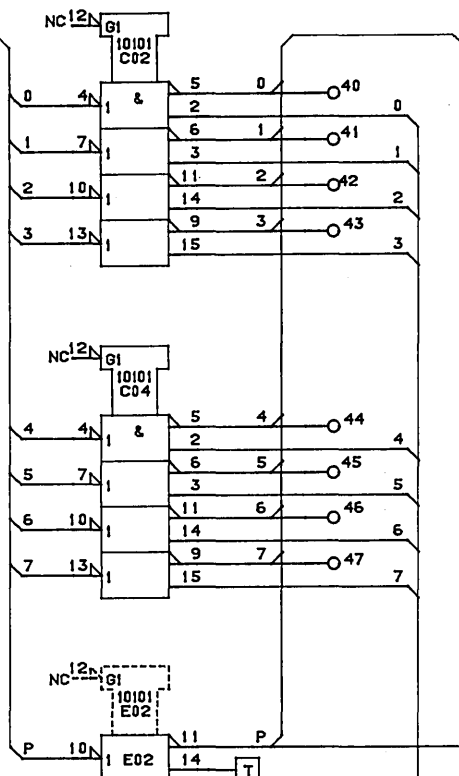 NC 12 G1
10101
C02
0 4 1 & 5 0 40
2 0
1 7 1 6 1 41
3 1
2 10 1 11 2 42
14 2
3 13 1 9 3 43
15 3
NC 12 G1
10101
C04
4 4 1 & 5 4 44
2 4
5 7 1 6 5 45
3 5
6 10 1 11 6 46
14 6
7 13 1 9 7 47
15 7
NC 12 G1
10101
E02
P 10 1 E02 11 P
14 T